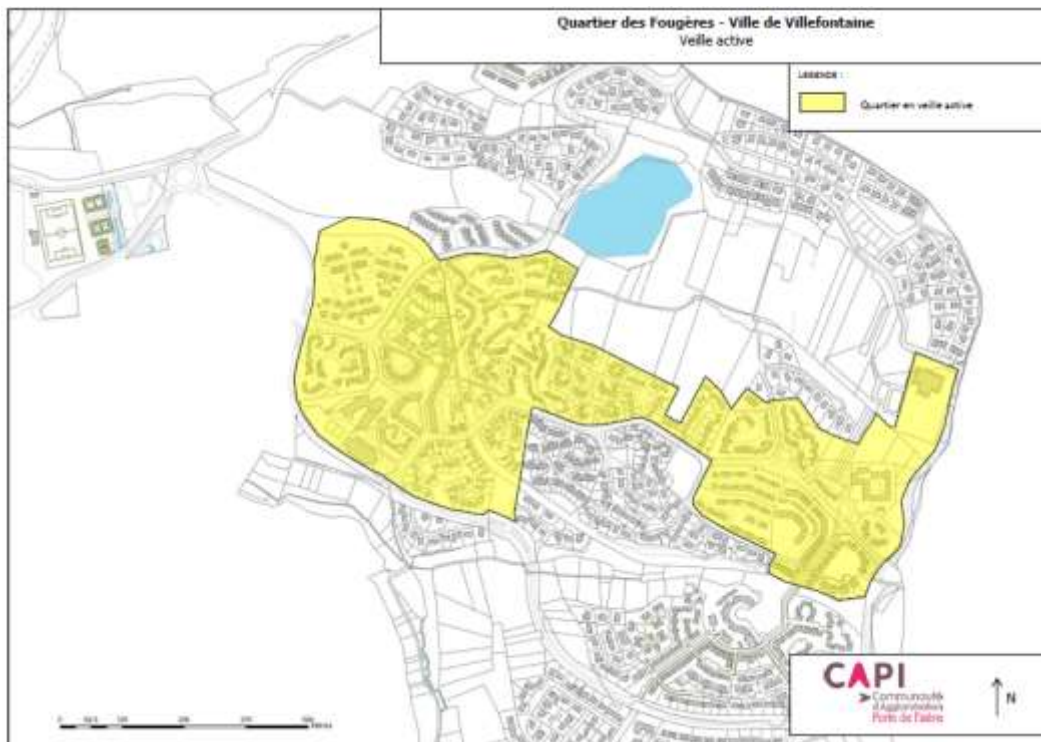 Quartier des Fougères - Ville de Villefontaine
Veille active
LEGENDE :
Quartier en veille active
CAPI
Communauté
d'Agglomération
Porte de l'Isère
N
0